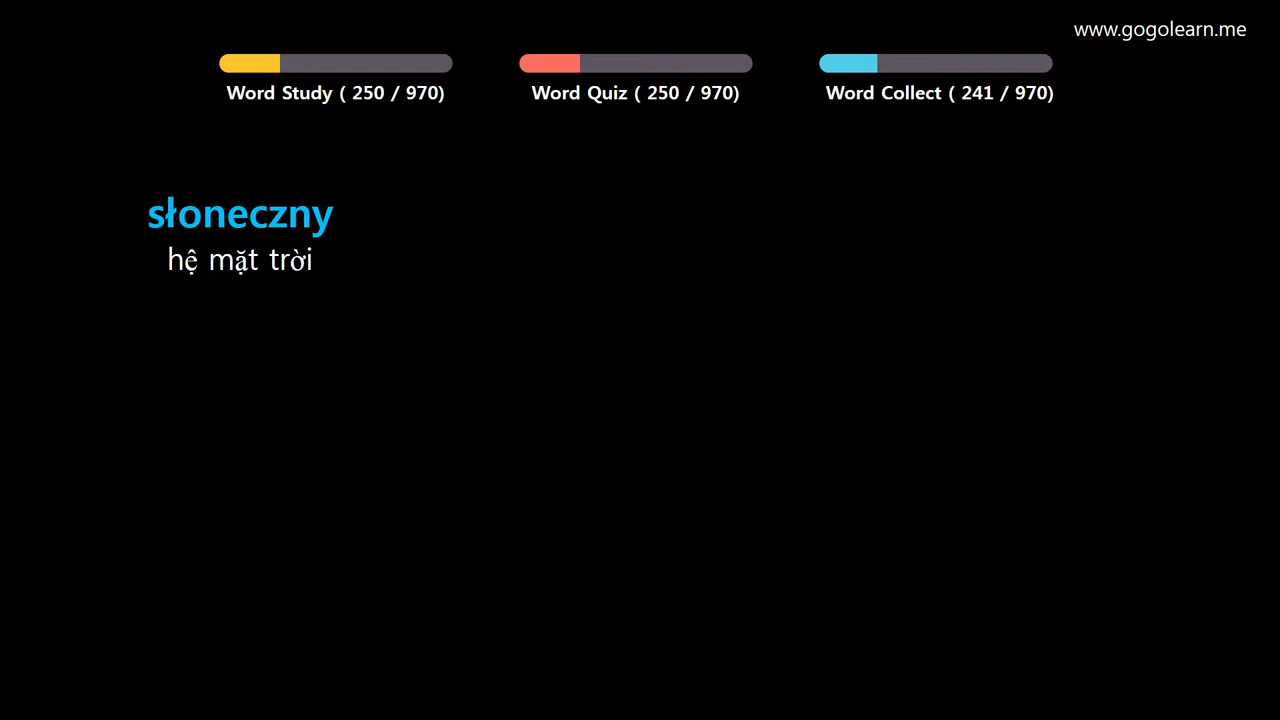 www.gogolearn.me
Word Study ( 250 / 970)
Word Quiz ( 250 / 970)
Word Collect ( 241 / 970)
słoneczny
hệ mặt trời